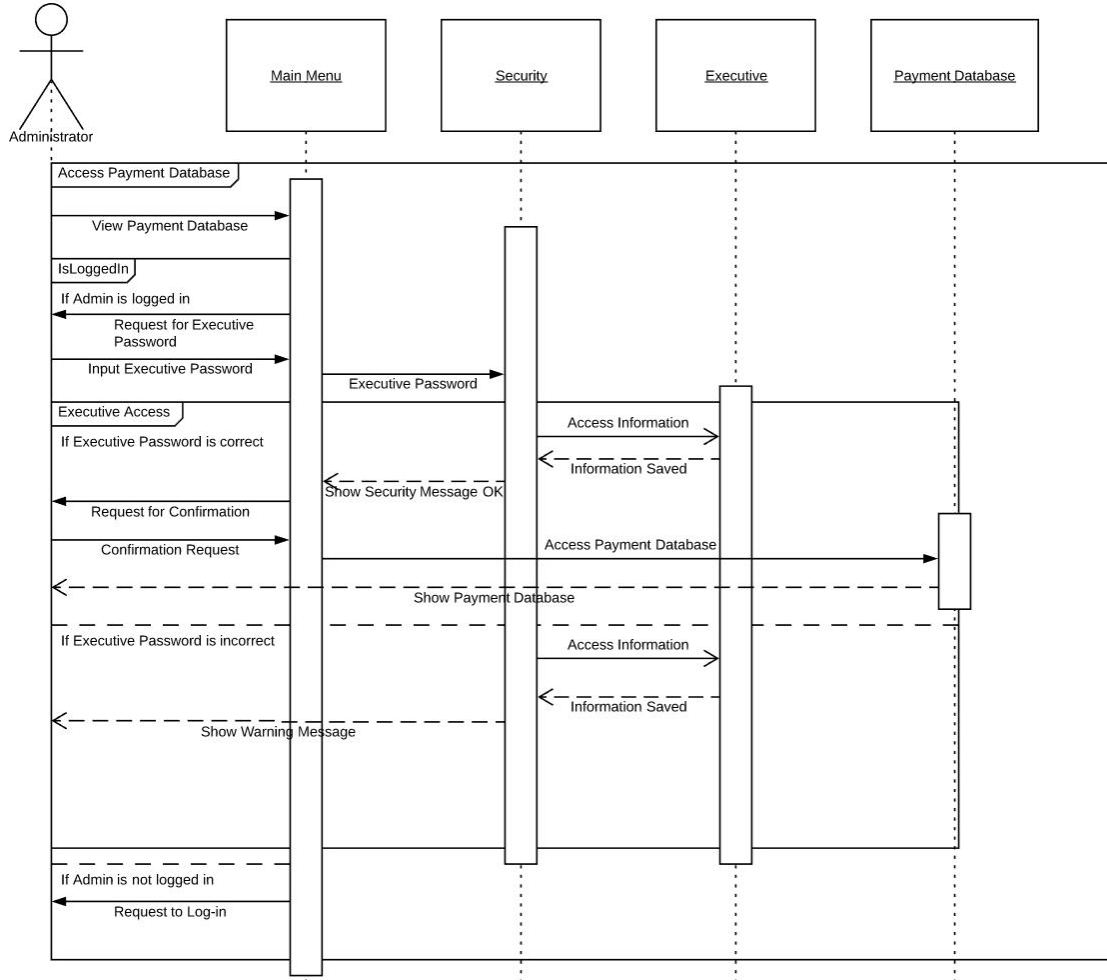 Administrator
Main Menu
Security
Executive
Payment Database
Access Payment Database
View Payment Database
IsLoggedIn
If Admin is logged in
Request for Executive
Password
Input Executive Password
Executive Password
Executive Access
Access Information
If Executive Password is correct
Information Saved
Show Security Message OK
Request for Confirmation
Confirmation Request
Access Payment Database
Show Payment Database
If Executive Password is incorrect
Access Information
Information Saved
Show Warning Message
If Admin is not logged in
Request to Log-in